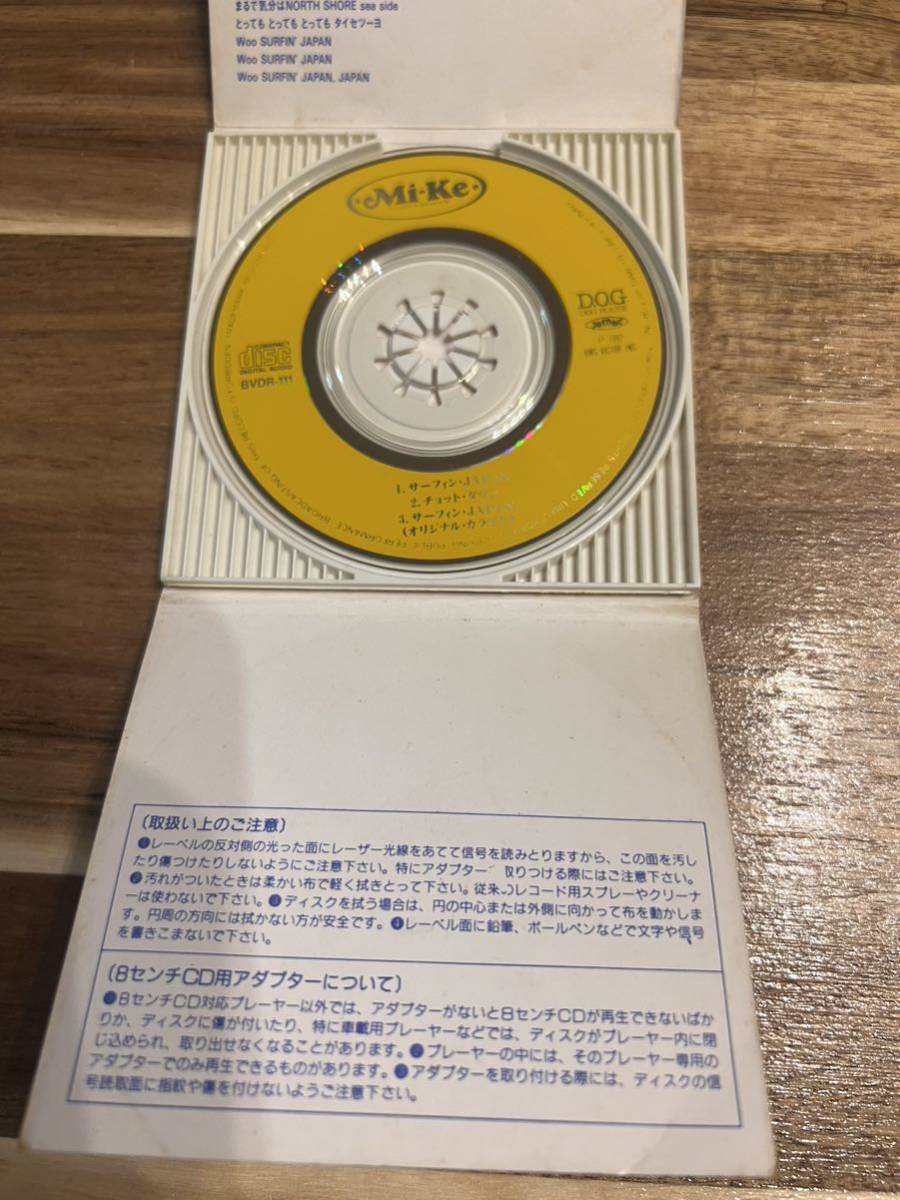 まるで気分はNORTH SHORE sea side
とっても とっても とっても タイセツーヨ
Woo SURFIN' JAPAN
Woo SURFIN' JAPAN
Woo SURFIN' JAPAN, JAPAN
Mi-Ke
D.O.G
COMPACT
disc
DIGITAL AUDIO
BVDR-111
1. サーフィン・JAPAN
2. チョット・
3. サーフィン・JAPAN
(オリジナル・カラオケ)
(取扱い上のご注意)
❶レーベルの反対側の光った面にレーザー光線をあてて信号を読みとりますから、この面を汚し
たり傷つけたりしないようにご注意下さい。特にアダプター 取りつける際にはご注意下さい。
❷汚れがついたときは柔かい布で軽く拭きとって下さい。従来 レコード用スプレーやクリーナ
ーは使わないで下さい。❸ディスクを拭う場合は、円の中心または外側に向かって布を動かしま
す。円周の方向には拭かない方が安全です。❹レーベル面に鉛筆、ボールペンなどで文字や信号
を書きこまないで下さい。
(8センチCD用アダプターについて)
❶8センチCD対応プレーヤー以外では、アダプターがないと8センチCDが再生できないばか
りか、ディスクに傷が付いたり、特に車載用プレーヤーなどでは、ディスクがプレーヤー内に閉
じ込められ、取り出せなくなることがあります。❷プレーヤーの中には、そのプレーヤー専用の
アダプターでのみ再生できるものがあります。❸アダプターを取り付ける際には、ディスクの信
号読取面に指紋や傷を付けないようご注意下さい。